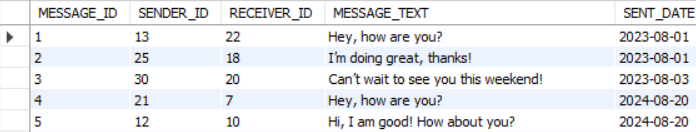 MESSAGE_ID SENDER_ID RECEIVER_ID MESSAGE_TEXT SENT_DATE
1 13 22 Hey, how are you? 2023-08-01
2 25 18 I'm doing great, thanks! 2023-08-01
3 30 20 Can't wait to see you this weekend! 2023-08-03
4 21 7 Hey, how are you? 2024-08-20
5 12 10 Hi, I am good! How about you? 2024-08-20